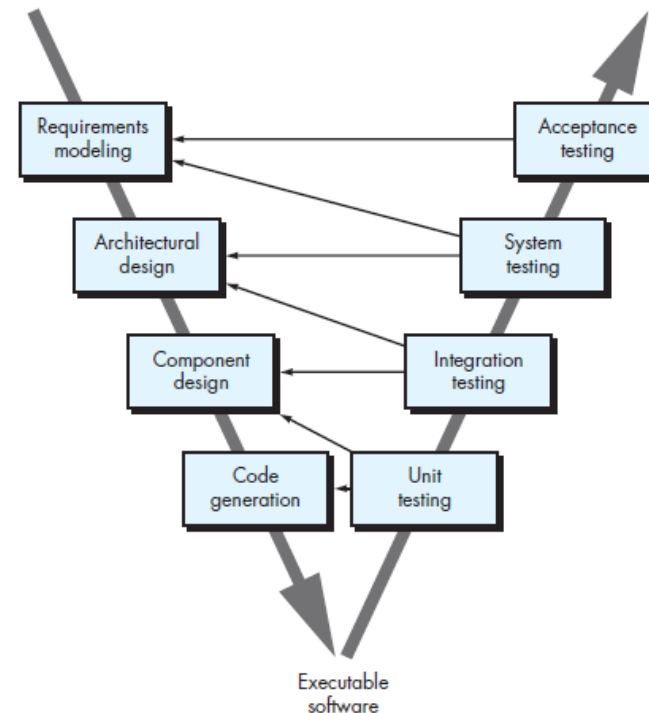 Requirements
modeling
Acceptance
testing
Architectural
design
System
testing
Component
design
Integration
testing
Code
generation
Unit
testing
Executable
software